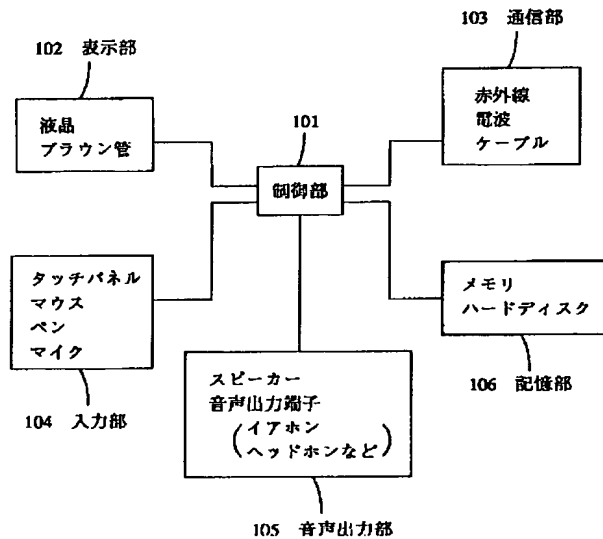 102 表示部
液晶
ブラウン管
103 通信部
赤外線
電波
ケーブル
101
制御部
タッチパネル
マウス
ペン
マイク
104 入力部
メモリ
ハードディスク
106 記憶部
スピーカー
音声出力端子
(イアホン
ヘッドホンなど)
105 音声出力部